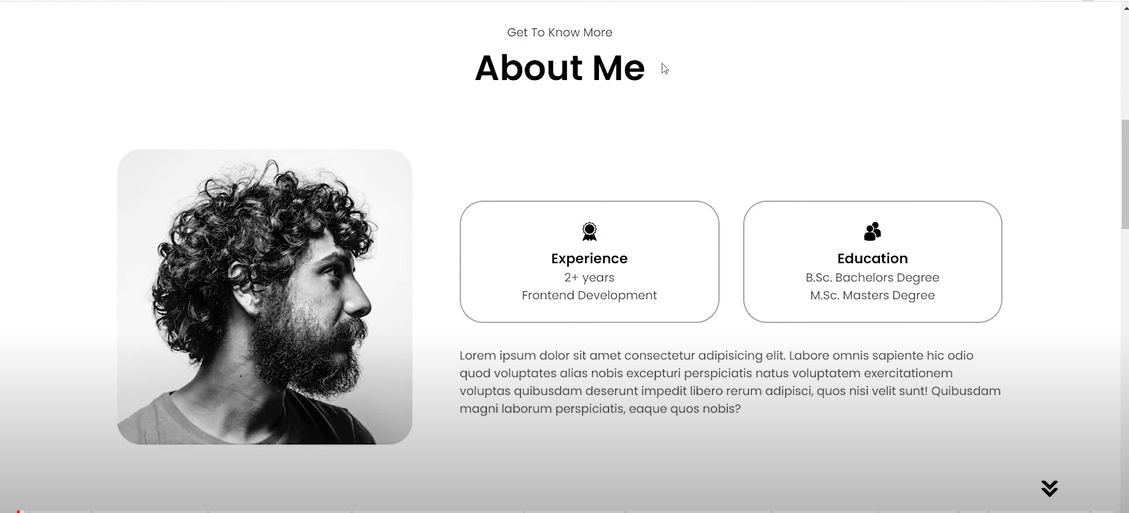 Get To Know More
About Me
Experience
2+ years
Frontend Development
Education
B.Sc. Bachelors Degree
M.Sc. Masters Degree
Lorem ipsum dolor sit amet consectetur adipisicing elit. Labore omnis sapiente hic odio
quod voluptates alias nobis excepturi perspiciatis natus voluptatem exercitationem
voluptas quibusdam deserunt impedit libero rerum adipisci, quos nisi velit sunt! Quibusdam
magni laborum perspiciatis, eaque quos nobis?